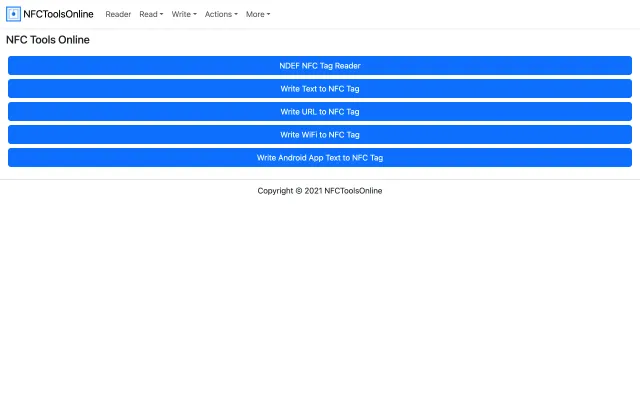 NFCToolsOnline Reader Read Write Actions More
NFC Tools Online
NDEF NFC Tag Reader
Write Text to NFC Tag
Write URL to NFC Tag
Write WiFi to NFC Tag
Write Android App Text to NFC Tag
Copyright © 2021 NFCToolsOnline